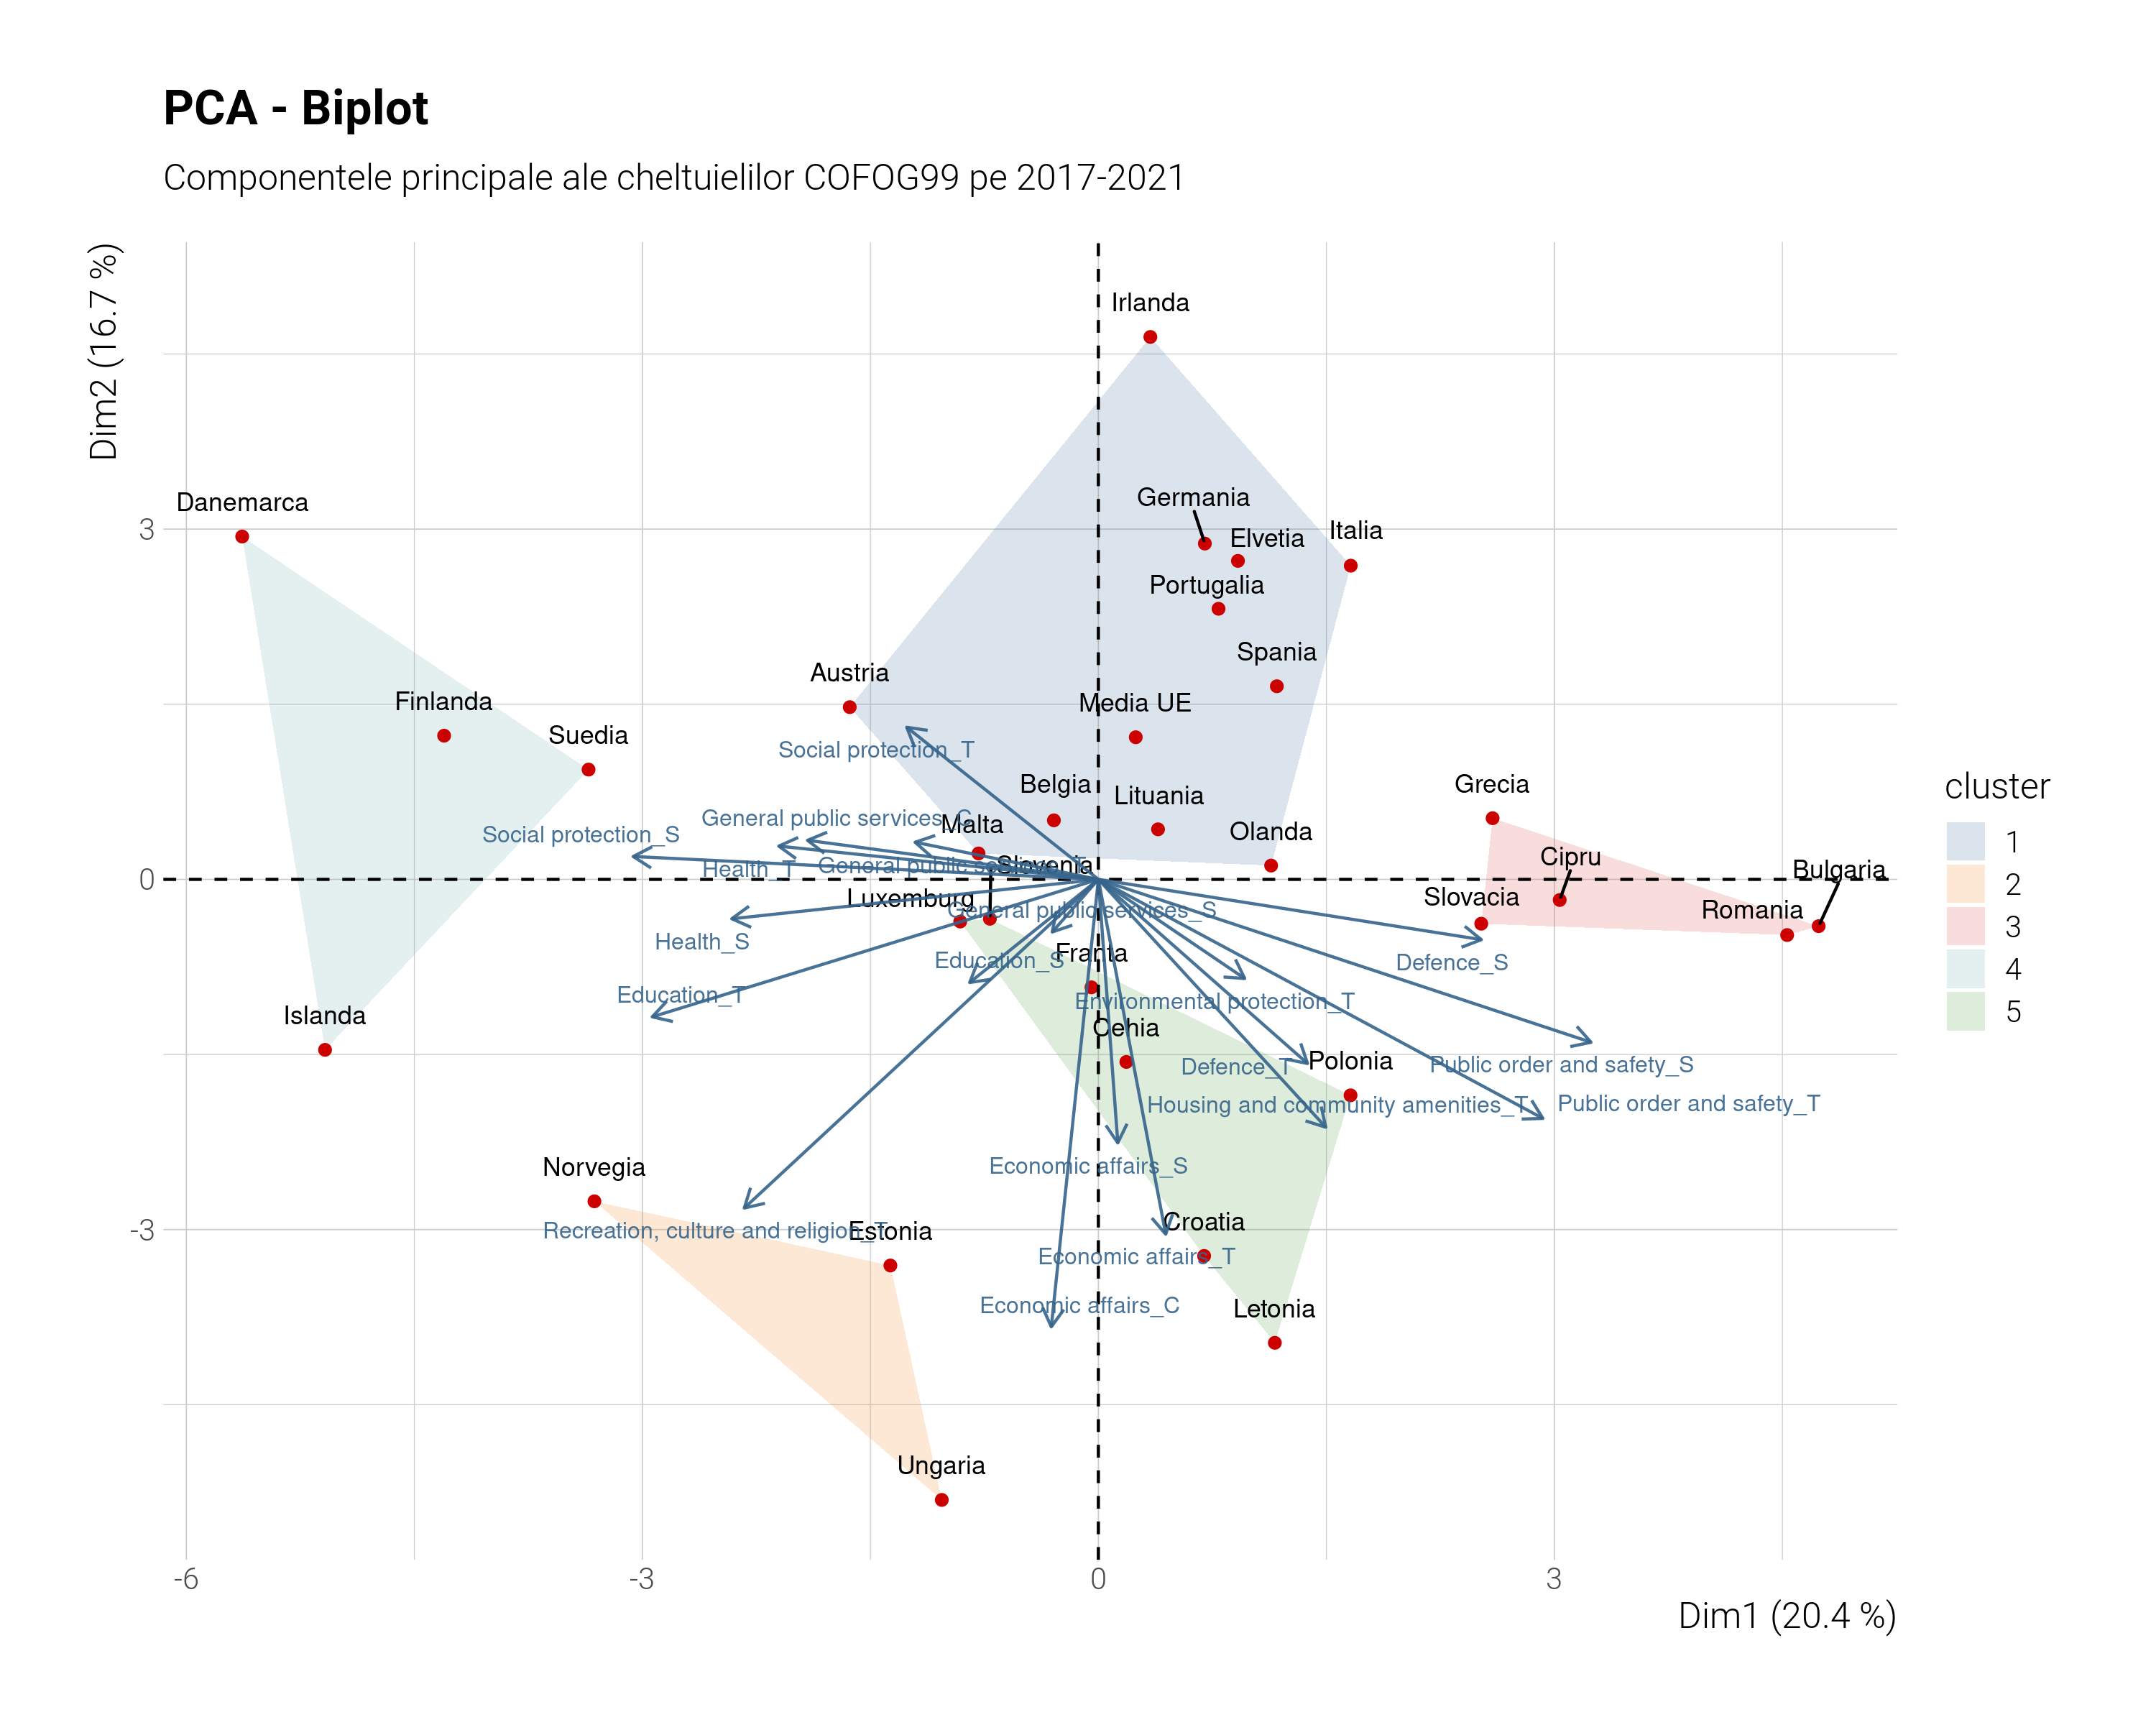 PCA - Biplot
Componentele principale ale cheltuielilor COFOG99 pe 2017-2021
Dim2 (16.7 %)
Irlanda
Germania
Danemarca
3
Italia
Elvetia
Portugalia
Spania
Austria
Finlanda
Media UE
Suedia
Social protection_T
Belgia
Grecia
cluster
Lituania
General public services_C
Malta
Social protection_S
Olanda
1
Cipru
Slovenia
General public services_T
Health_T
Bulgaria
0
2
Luxemburg
Slovacia
General public services_S
Romania
3
Health_S
Franta
Education_S
Defence_S
4
Education_T
Environmental protection_T
Islanda
5
Cehia
Polonia
Defence_T
Public order and safety_S
Housing and community amenities_T
Public order and safety_T
Norvegia
Economic affairs_S
Croatia
-3
Recreation, culture and religion_T
Estonia
Economic affairs_T
Economic affairs_C
Letonia
Ungaria
-6
-3
0
3
Dim1 (20.4 %)